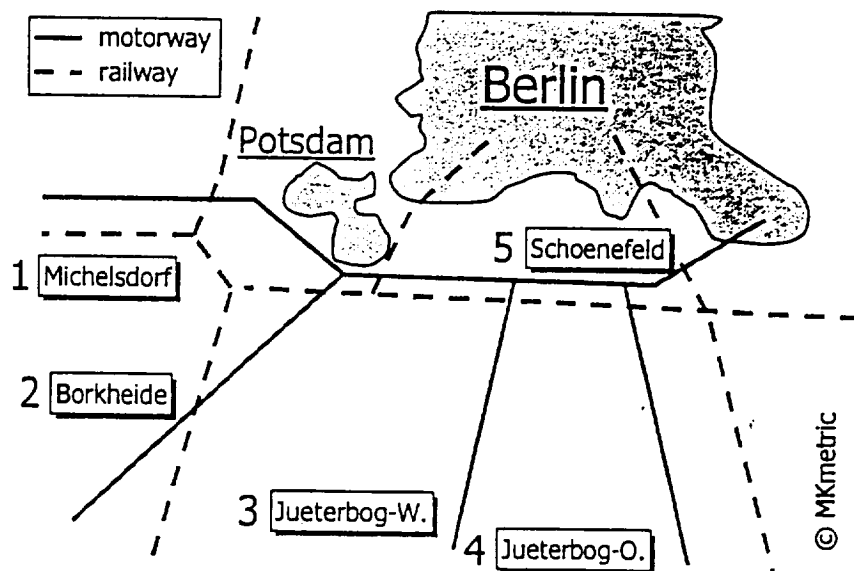 motorway
railway
Berlin
Potsdam
5 Schoenefeld
1 Michelsdorf
2 Borkheide
3 Jueterbog-W.
4 Jueterbog-O.
© MKmetric